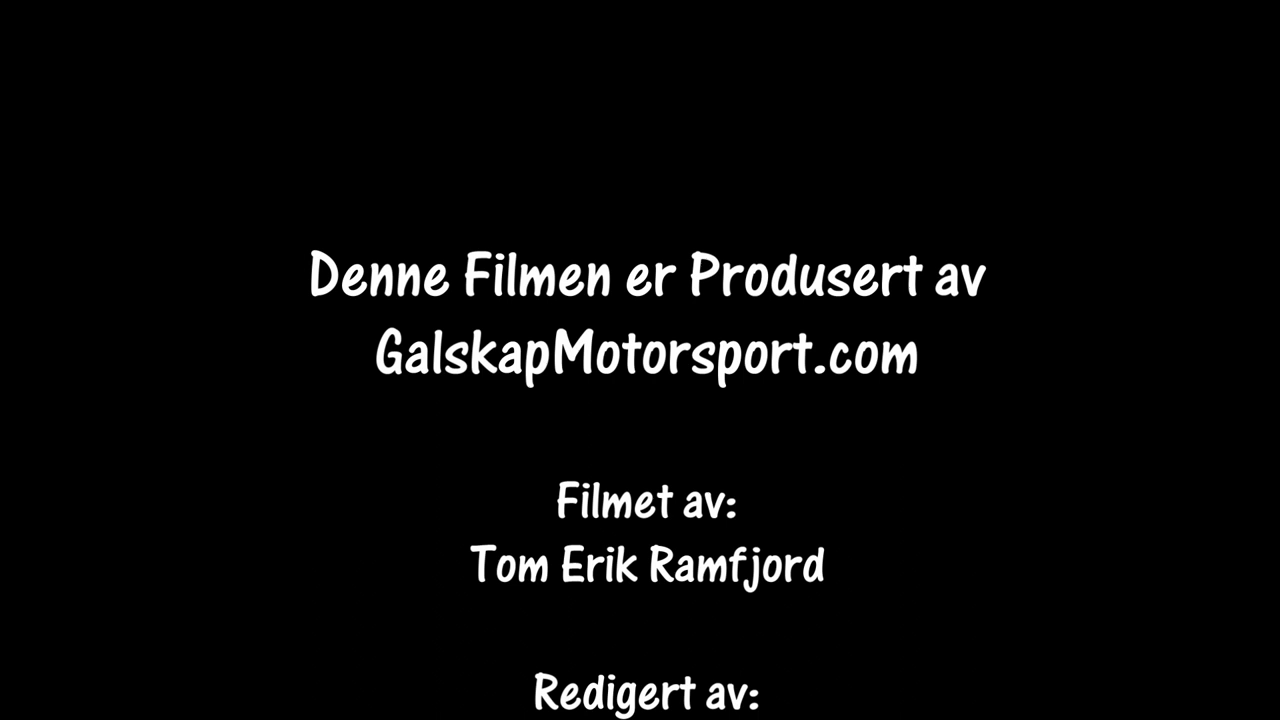 Denne Filmen er Produsert av
GalskapMotorsport.com
Filmet av:
Tom Erik Ramfjord
Redigert av: